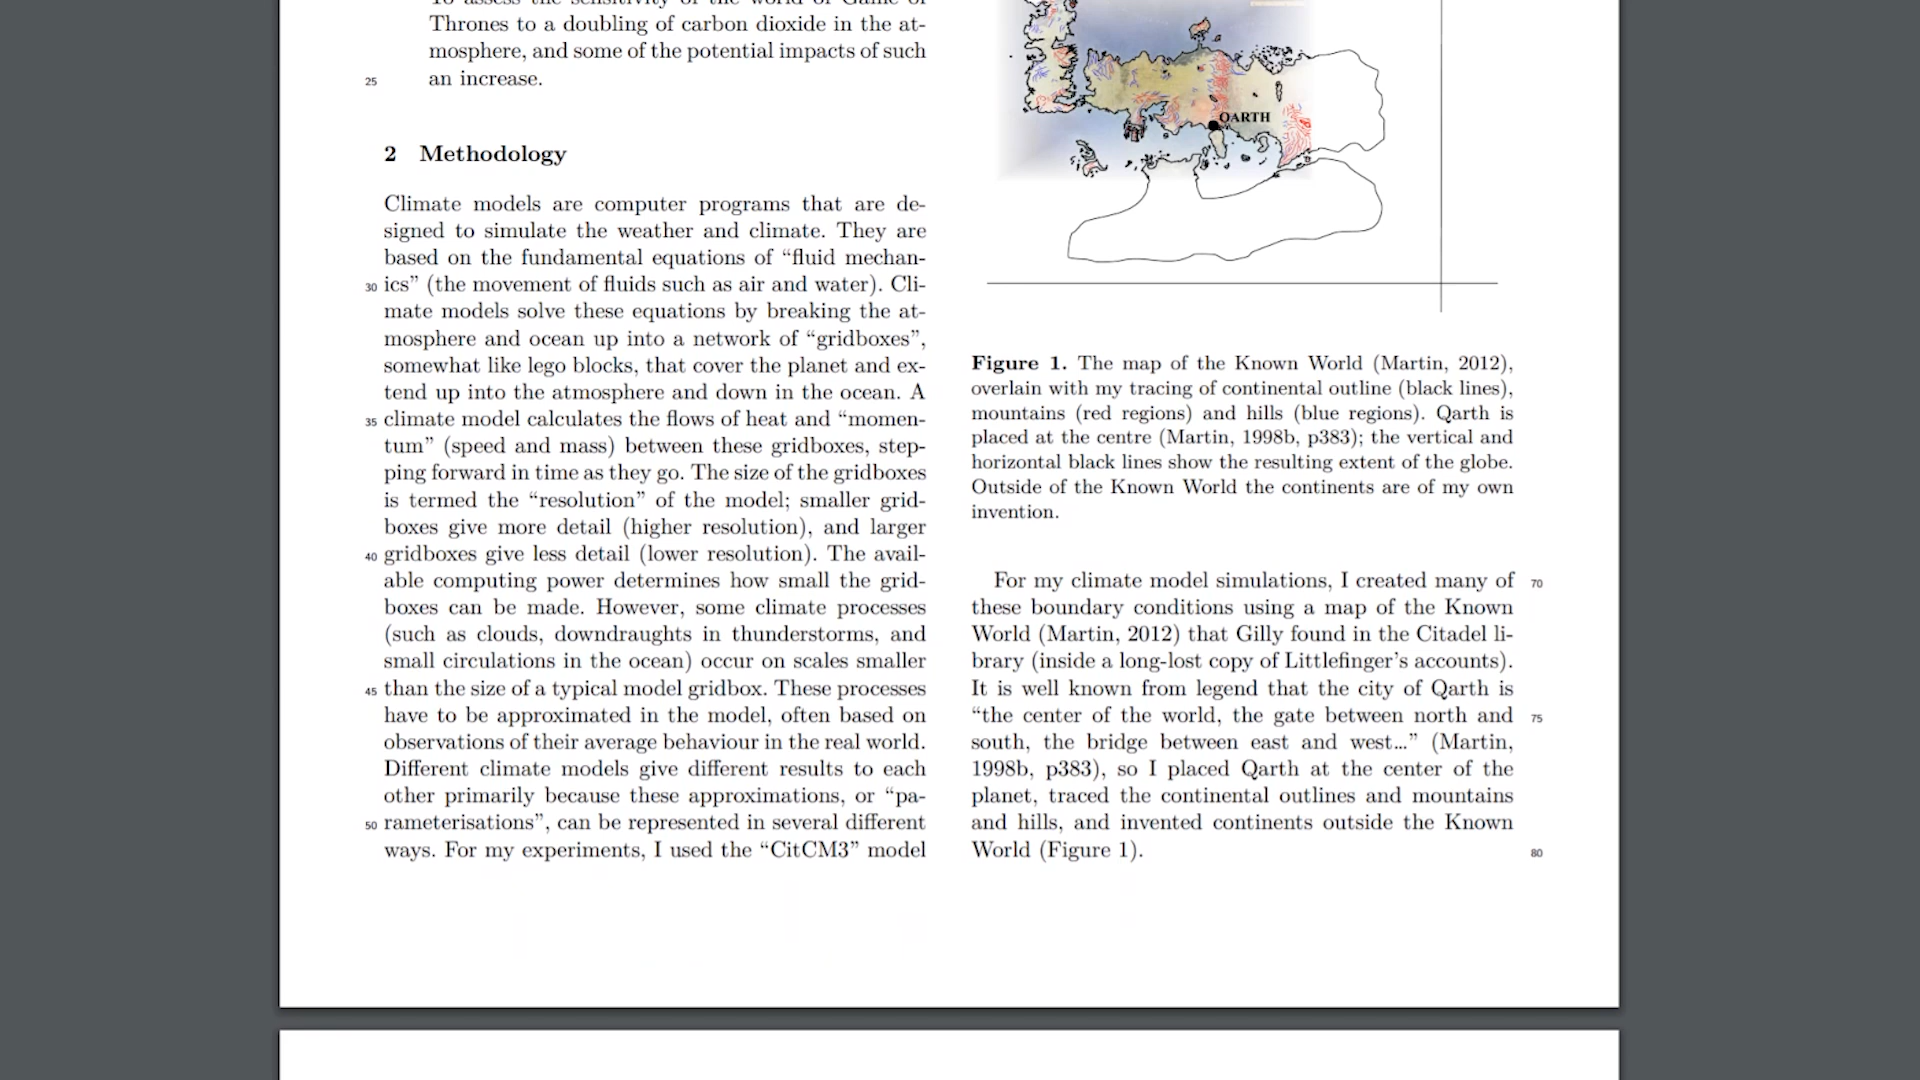 To assess the sensitivity of the world of Game of
Thrones to a doubling of carbon dioxide in the at-
mosphere, and some of the potential impacts of such
25 an increase.
2 Methodology
Climate models are computer programs that are de-
signed to simulate the weather and climate. They are
based on the fundamental equations of “fluid mechan-
30 ics” (the movement of fluids such as air and water). Cli-
mate models solve these equations by breaking the at-
mosphere and ocean up into a network of “gridboxes”,
somewhat like lego blocks, that cover the planet and ex-
tend up into the atmosphere and down in the ocean. A
35 climate model calculates the flows of heat and “momen-
tum” (speed and mass) between these gridboxes, step-
ping forward in time as they go. The size of the gridboxes
is termed the “resolution” of the model; smaller grid-
boxes give more detail (higher resolution), and larger
40 gridboxes give less detail (lower resolution). The avail-
able computing power determines how small the grid-
boxes can be made. However, some climate processes
(such as clouds, downdraughts in thunderstorms, and
small circulations in the ocean) occur on scales smaller
45 than the size of a typical model gridbox. These processes
have to be approximated in the model, often based on
observations of their average behaviour in the real world.
Different climate models give different results to each
other primarily because these approximations, or “pa-
50 rameterisations”, can be represented in several different
ways. For my experiments, I used the “CitCM3” model
QARTH
Figure 1. The map of the Known World (Martin, 2012),
overlain with my tracing of continental outline (black lines),
mountains (red regions) and hills (blue regions). Qarth is
placed at the centre (Martin, 1998b, p383); the vertical and
horizontal black lines show the resulting extent of the globe.
Outside of the Known World the continents are of my own
invention.
For my climate model simulations, I created many of 70
these boundary conditions using a map of the Known
World (Martin, 2012) that Gilly found in the Citadel li-
brary (inside a long-lost copy of Littlefinger’s accounts).
It is well known from legend that the city of Qarth is
“the center of the world, the gate between north and 75
south, the bridge between east and west...” (Martin,
1998b, p383), so I placed Qarth at the center of the
planet, traced the continental outlines and mountains
and hills, and invented continents outside the Known
World (Figure 1). 80